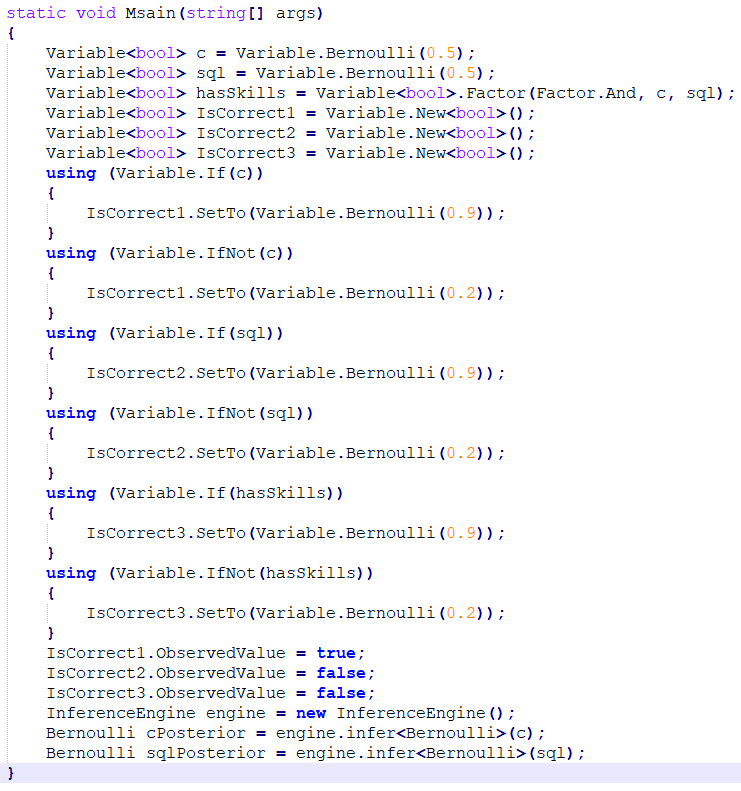 static void Msain(string[] args)
{
    Variable<bool> c = Variable.Bernoulli(0.5);
    Variable<bool> sql = Variable.Bernoulli(0.5);
    Variable<bool> hasSkills = Variable<bool>.Factor(Factor.And, c, sql);
    Variable<bool> IsCorrect1 = Variable.New<bool>();
    Variable<bool> IsCorrect2 = Variable.New<bool>();
    Variable<bool> IsCorrect3 = Variable.New<bool>();
    using (Variable.If(c))
    {
        IsCorrect1.SetTo(Variable.Bernoulli(0.9));
    }
    using (Variable.IfNot(c))
    {
        IsCorrect1.SetTo(Variable.Bernoulli(0.2));
    }
    using (Variable.If(sql))
    {
        IsCorrect2.SetTo(Variable.Bernoulli(0.9));
    }
    using (Variable.IfNot(sql))
    {
        IsCorrect2.SetTo(Variable.Bernoulli(0.2));
    }
    using (Variable.If(hasSkills))
    {
        IsCorrect3.SetTo(Variable.Bernoulli(0.9));
    }
    using (Variable.IfNot(hasSkills))
    {
        IsCorrect3.SetTo(Variable.Bernoulli(0.2));
    }
    IsCorrect1.ObservedValue = true;
    IsCorrect2.ObservedValue = false;
    IsCorrect3.ObservedValue = false;
    InferenceEngine engine = new InferenceEngine();
    Bernoulli cPosterior = engine.infer<Bernoulli>(c);
    Bernoulli sqlPosterior = engine.infer<Bernoulli>(sql);
}